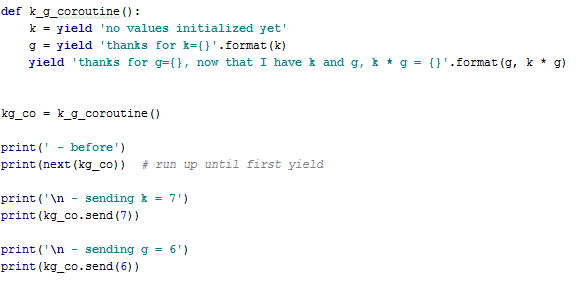 def k_g_coroutine():
    k = yield 'no values initialized yet'
    g = yield 'thanks for k={}'.format(k)
    yield 'thanks for g={}, now that I have k and g, k * g = {}'.format(g, k * g)
kg_co = k_g_coroutine()
print(' - before')
print(next(kg_co))  # run up until first yield
print('\n - sending k = 7')
print(kg_co.send(7))
print('\n - sending g = 6')
print(kg_co.send(6))